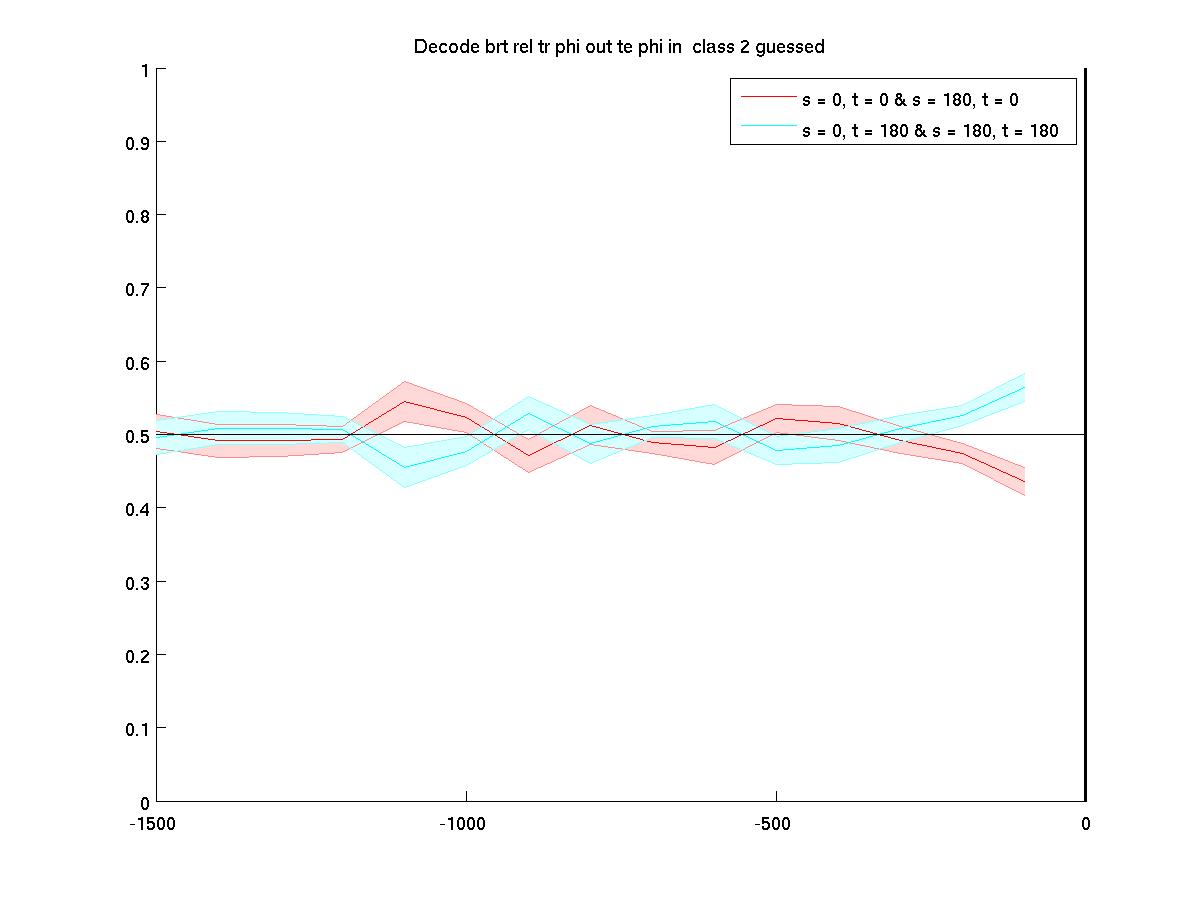 Decode brt rel tr phi out te phi in  class 2 guessed
s = 0, t = 0 & s = 180, t = 0
s = 0, t = 180 & s = 180, t = 180
1
0.9
0.8
0.7
0.6
0.5
0.4
0.3
0.2
0.1
0
-1500 -1000 -500 0